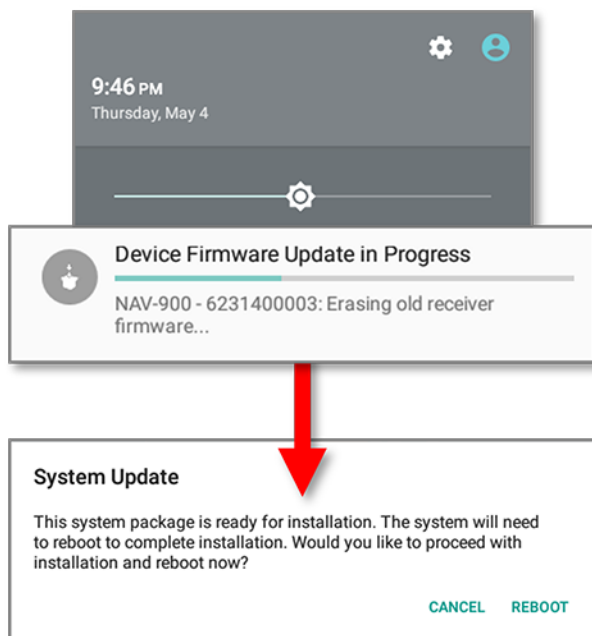 9:46 PM
Thursday, May 4
Device Firmware Update in Progress
NAV-900 - 6231400003: Erasing old receiver
firmware...
System Update
This system package is ready for installation. The system will need
to reboot to complete installation. Would you like to proceed with
installation and reboot now?
CANCEL REBOOT